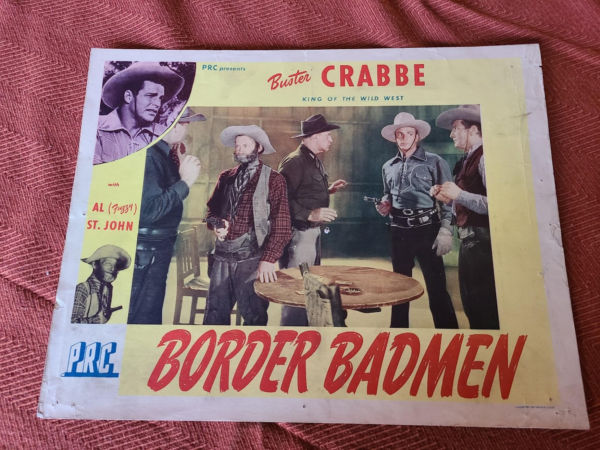 PRC presents
Buster CRABBE
KING OF THE WILD WEST
with
AL (Fuzzy)
ST. JOHN
PRC
BORDER BADMEN